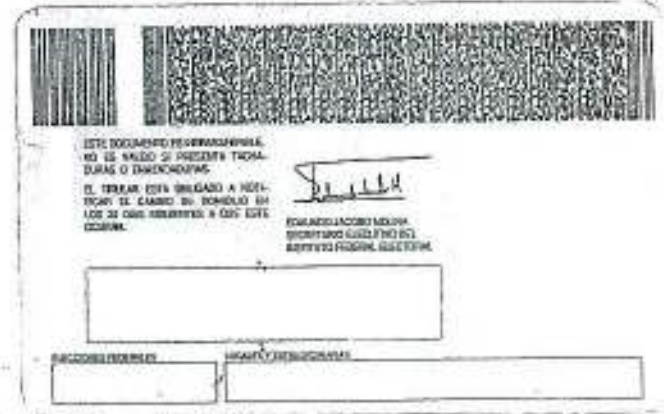 ESTE DOCUMENTO ES INTRANSFERIBLE,
NO ES VALIDO SI PRESENTA TACHA-
DURAS O ENMENDADURAS.
EL TITULAR ESTA OBLIGADO A NOTI-
FICAR EL CAMBIO DE DOMICILIO EN
LOS 30 DIAS SIGUIENTES A QUE ESTE
OCURRA.
EDMUNDO JACOBO MOLINA
SECRETARIO EJECUTIVO DEL
INSTITUTO FEDERAL ELECTORAL
ELECCIONES FEDERALES
LOCALES Y EXTRAORDINARIAS